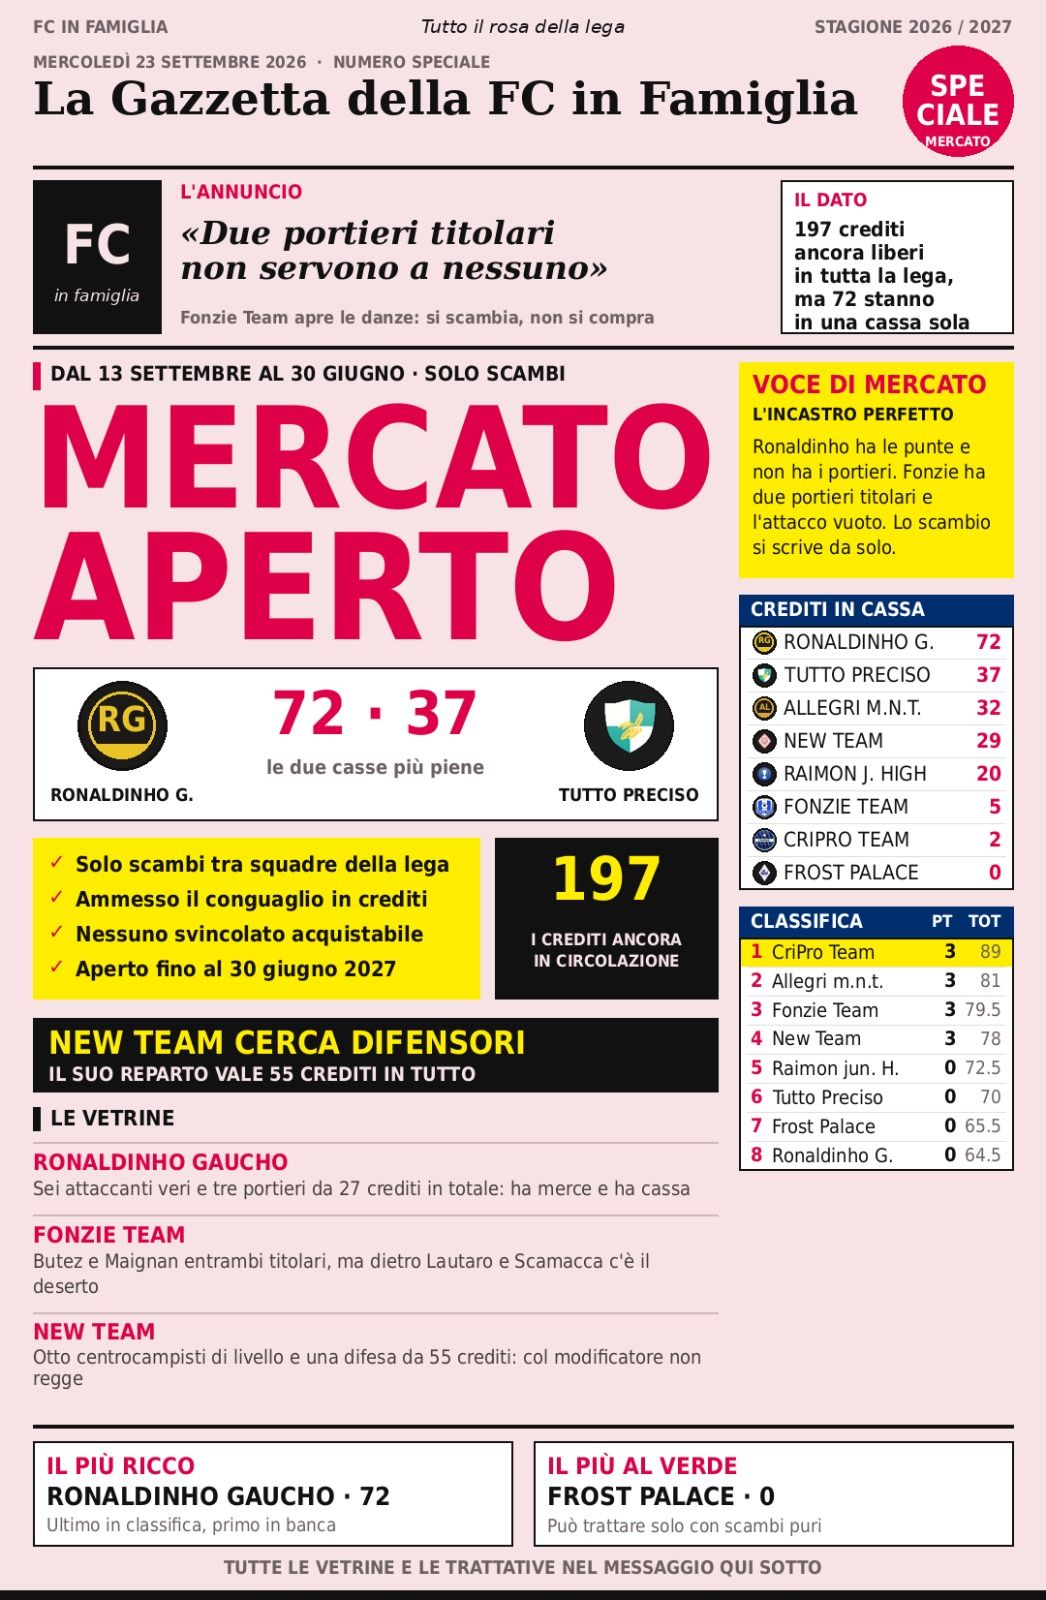 FC IN FAMIGLIA
Tutto il rosa della lega
STAGIONE 2026 / 2027
MERCOLEDÌ 23 SETTEMBRE 2026 · NUMERO SPECIALE
La Gazzetta della FC in Famiglia
SPE
CIALE
MERCATO
FC
in famiglia
L'ANNUNCIO
«Due portieri titolari
non servono a nessuno»
Fonzie Team apre le danze: si scambia, non si compra
IL DATO
197 crediti
ancora liberi
in tutta la lega,
ma 72 stanno
in una cassa sola
DAL 13 SETTEMBRE AL 30 GIUGNO · SOLO SCAMBI
MERCATO
APERTO
RG
72 · 37
le due casse più piene
RONALDINHO G.
TUTTO PRECISO
✓ Solo scambi tra squadre della lega
✓ Ammesso il conguaglio in crediti
✓ Nessuno svincolato acquistabile
✓ Aperto fino al 30 giugno 2027
197
I CREDITI ANCORA
IN CIRCOLAZIONE
NEW TEAM CERCA DIFENSORI
IL SUO REPARTO VALE 55 CREDITI IN TUTTO
LE VETRINE
RONALDINHO GAUCHO
Sei attaccanti veri e tre portieri da 27 crediti in totale: ha merce e ha cassa
FONZIE TEAM
Butez e Maignan entrambi titolari, ma dietro Lautaro e Scamacca c'è il
deserto
NEW TEAM
Otto centrocampisti di livello e una difesa da 55 crediti: col modificatore non
regge
VOCE DI MERCATO
L'INCASTRO PERFETTO
Ronaldinho ha le punte e
non ha i portieri. Fonzie ha
due portieri titolari e
l'attacco vuoto. Lo scambio
si scrive da solo.
CREDITI IN CASSA
RG RONALDINHO G. 72
TUTTO PRECISO 37
AL ALLEGRI M.N.T. 32
NEW TEAM 29
RAIMON J. HIGH 20
FONZIE TEAM 5
CRIPRO TEAM 2
FROST PALACE 0
CLASSIFICA PT TOT
1 CriPro Team 3 89
2 Allegri m.n.t. 3 81
3 Fonzie Team 3 79.5
4 New Team 3 78
5 Raimon jun. H. 0 72.5
6 Tutto Preciso 0 70
7 Frost Palace 0 65.5
8 Ronaldinho G. 0 64.5
IL PIÙ RICCO
RONALDINHO GAUCHO · 72
Ultimo in classifica, primo in banca
IL PIÙ AL VERDE
FROST PALACE · 0
Può trattare solo con scambi puri
TUTTE LE VETRINE E LE TRATTATIVE NEL MESSAGGIO QUI SOTTO